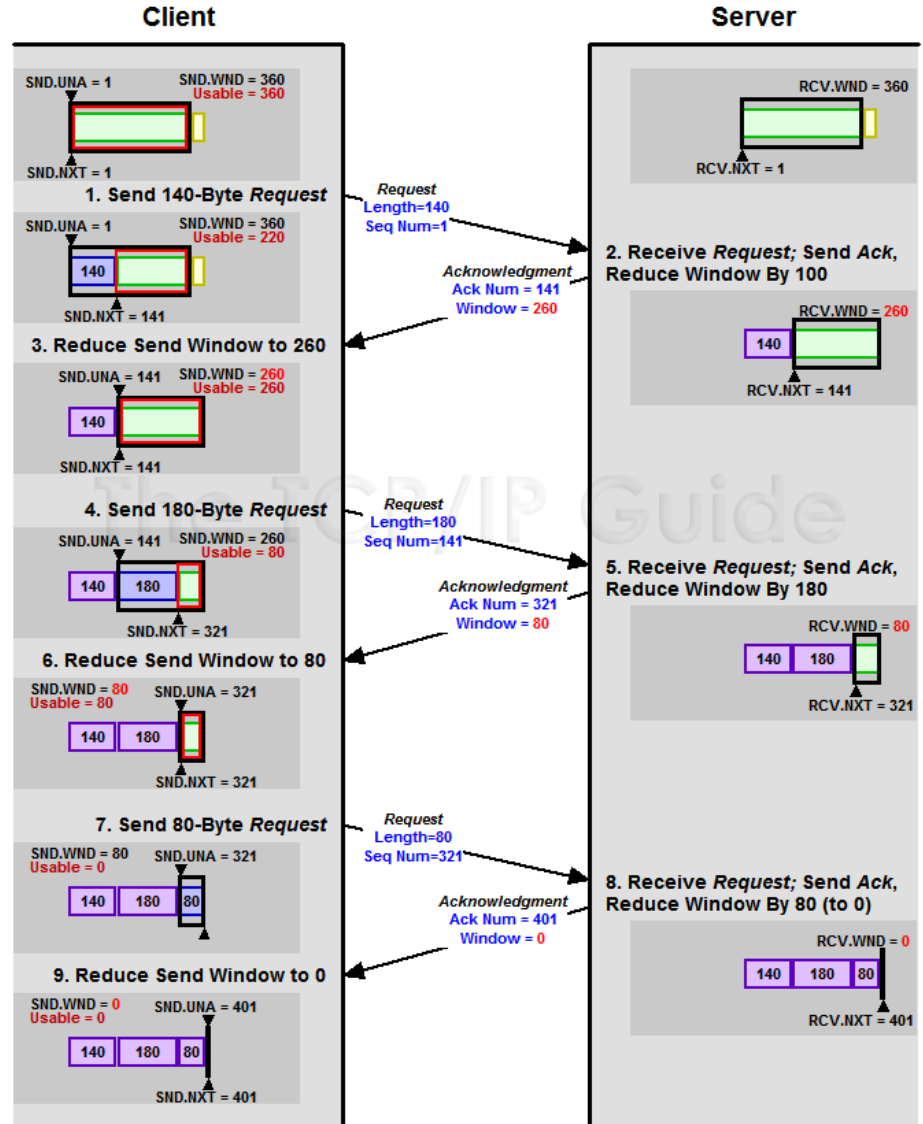 Client
Server
SND.UNA = 1
SND.WND = 360
Usable = 360
SND.NXT = 1
RCV.WND = 360
RCV.NXT = 1
1. Send 140-Byte Request
Request
Length=140
Seq Num=1
SND.UNA = 1
SND.WND = 360
Usable = 220
140
SND.NXT = 141
2. Receive Request; Send Ack,
Reduce Window By 100
Acknowledgment
Ack Num = 141
Window = 260
RCV.WND = 260
140
RCV.NXT = 141
3. Reduce Send Window to 260
SND.UNA = 141
SND.WND = 260
Usable = 260
140
SND.NXT = 141
The TCP/IP Guide
4. Send 180-Byte Request
Request
Length=180
Seq Num=141
SND.UNA = 141
SND.WND = 260
Usable = 80
140
180
SND.NXT = 321
5. Receive Request; Send Ack,
Reduce Window By 180
Acknowledgment
Ack Num = 321
Window = 80
RCV.WND = 80
140
180
RCV.NXT = 321
6. Reduce Send Window to 80
SND.WND = 80
SND.UNA = 321
Usable = 80
140
180
SND.NXT = 321
7. Send 80-Byte Request
Request
Length=80
Seq Num=321
SND.WND = 80
SND.UNA = 321
Usable = 0
140
180
80
8. Receive Request; Send Ack,
Reduce Window By 80 (to 0)
Acknowledgment
Ack Num = 401
Window = 0
RCV.WND = 0
140
180
80
RCV.NXT = 401
9. Reduce Send Window to 0
SND.WND = 0
SND.UNA = 401
Usable = 0
140
180
80
SND.NXT = 401